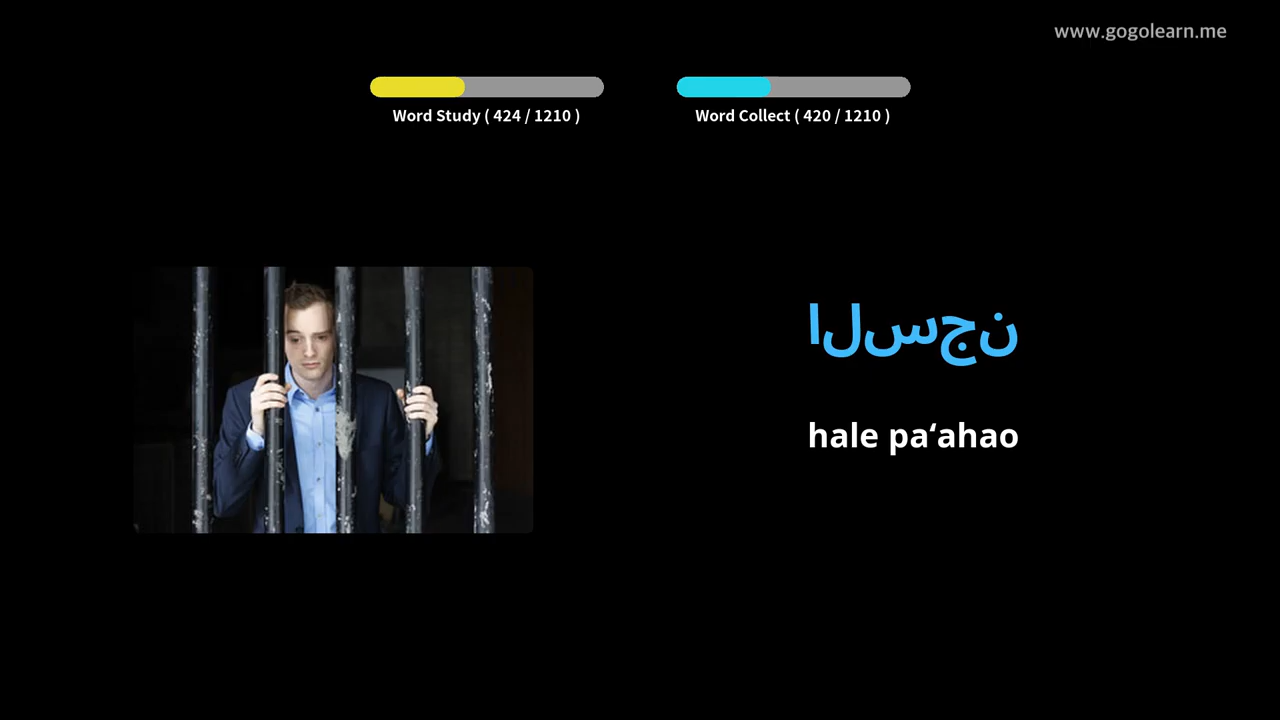 www.gogolearn.me
Word Study ( 424 / 1210 )
Word Collect ( 420 / 1210 )
السجن
hale paʻahao